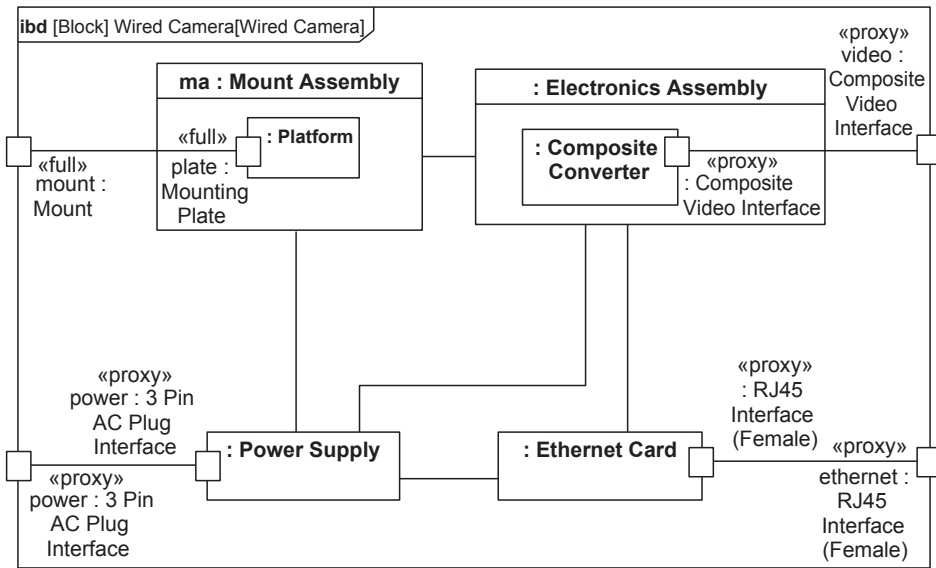 ibd [Block] Wired Camera[Wired Camera]
«proxy»
video :
Composite
Video
Interface
ma : Mount Assembly
: Electronics Assembly
«full»
: Platform
plate :
Mounting
Plate
«full»
mount :
Mount
: Composite
Converter
«proxy»
: Composite
Video Interface
«proxy»
power : 3 Pin
AC Plug
Interface
«proxy»
: RJ45
Interface
(Female)
: Power Supply
: Ethernet Card
«proxy»
power : 3 Pin
AC Plug
Interface
«proxy»
ethernet :
RJ45
Interface
(Female)